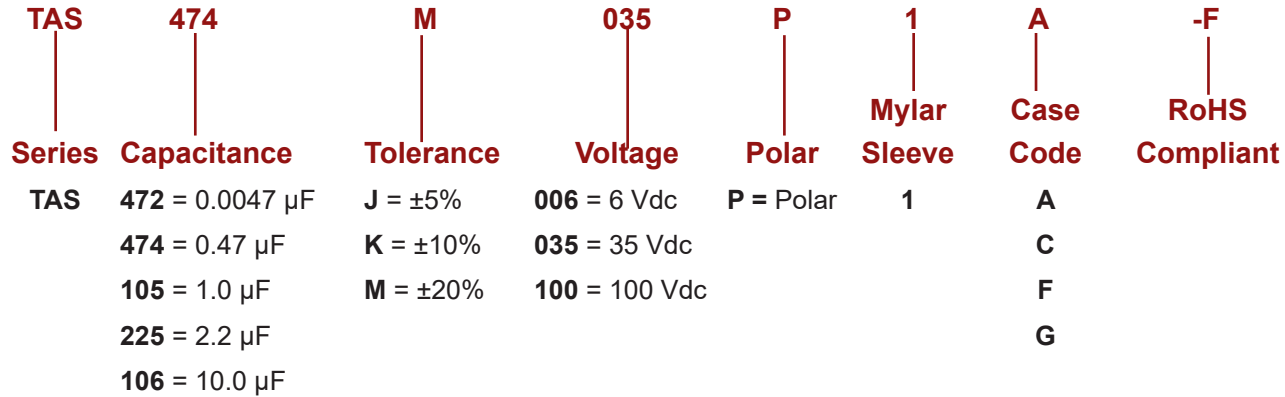 TAS 474 M 035 P 1 A -F
Mylar Case RoHS
Series Capacitance Tolerance Voltage Polar Sleeve Code Compliant
TAS 472 = 0.0047 µF J = ±5% 006 = 6 Vdc P = Polar 1 A
474 = 0.47 µF K = ±10% 035 = 35 Vdc C
105 = 1.0 µF M = ±20% 100 = 100 Vdc F
225 = 2.2 µF G
106 = 10.0 µF